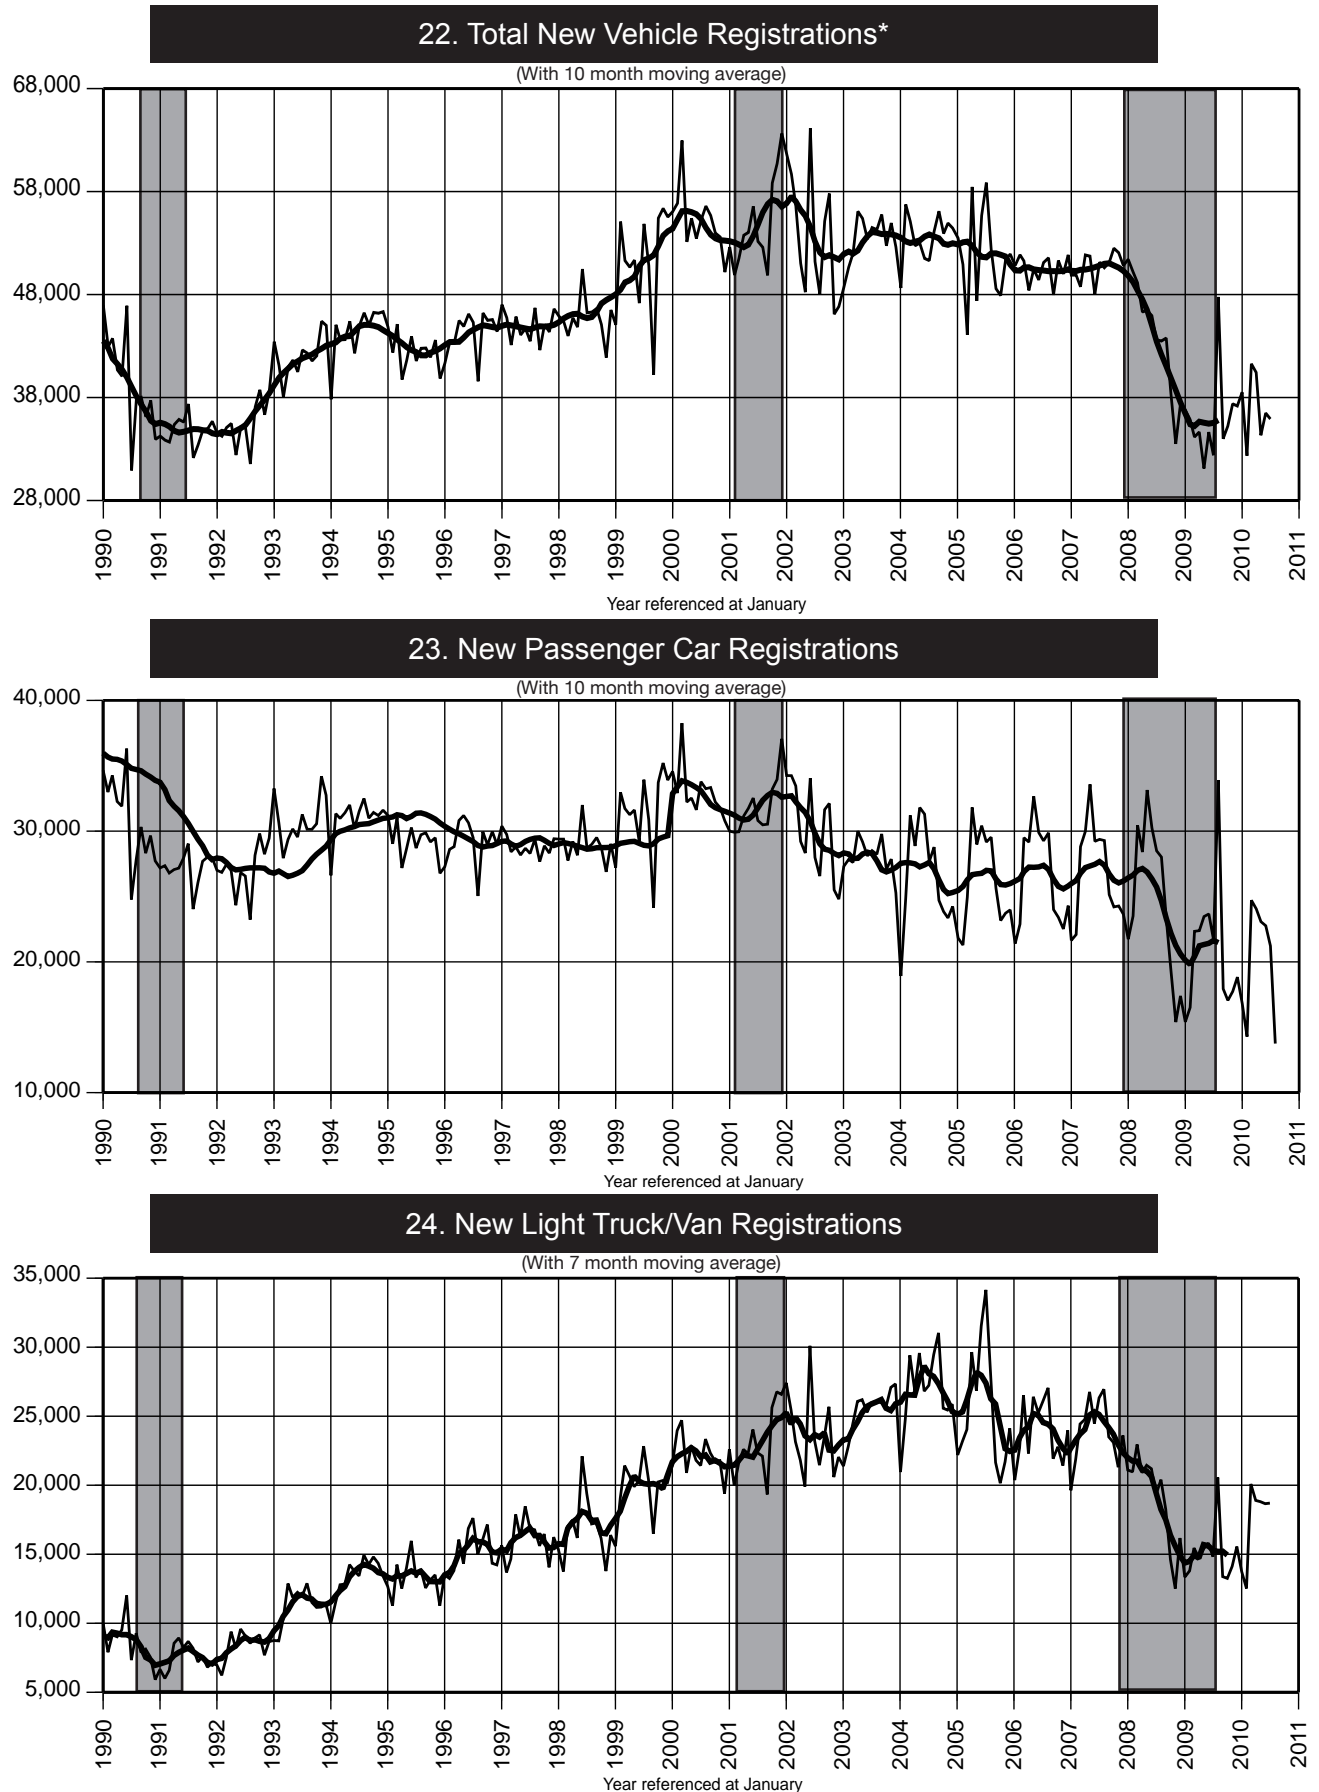 22. Total New Vehicle Registrations*
(With 10 month moving average)
68,000
58,000
48,000
38,000
28,000
1990 1991 1992 1993 1994 1995 1996 1997 1998 1999 2000 2001 2002 2003 2004 2005 2006 2007 2008 2009 2010 2011
Year referenced at January
23. New Passenger Car Registrations
(With 10 month moving average)
40,000
30,000
20,000
10,000
1990 1991 1992 1993 1994 1995 1996 1997 1998 1999 2000 2001 2002 2003 2004 2005 2006 2007 2008 2009 2010 2011
Year referenced at January
24. New Light Truck/Van Registrations
(With 7 month moving average)
35,000
30,000
25,000
20,000
15,000
10,000
5,000
1990 1991 1992 1993 1994 1995 1996 1997 1998 1999 2000 2001 2002 2003 2004 2005 2006 2007 2008 2009 2010 2011
Year referenced at January